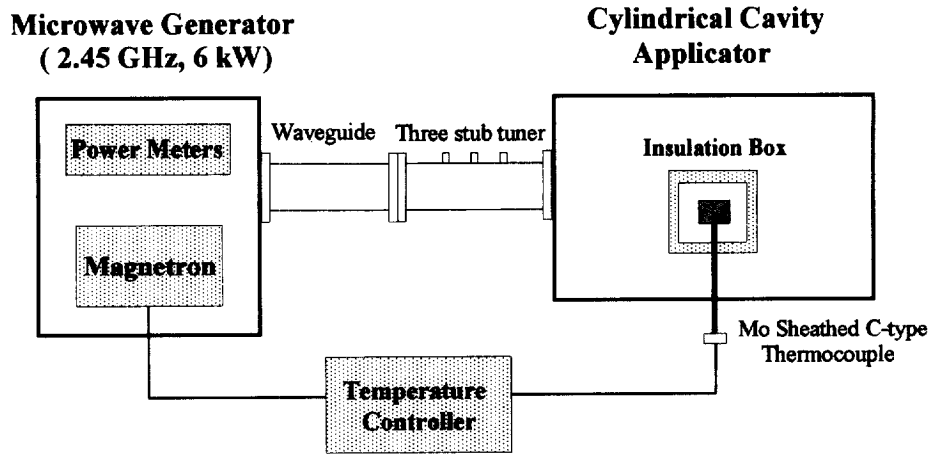 Microwave Generator
( 2.45 GHz, 6 kW)
Cylindrical Cavity
Applicator
Power Meters
Magnetron
Waveguide
Three stub tuner
Insulation Box
Mo Sheathed C-type
Thermocouple
Temperature
Controller